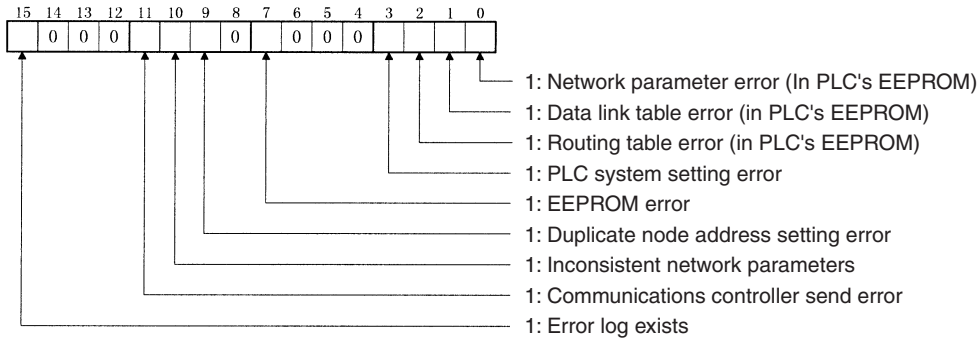 15 14 13 12 11 10 9 8 7 6 5 4 3 2 1 0
0 0 0 0 0 0 0
1: Network parameter error (In PLC's EEPROM)
1: Data link table error (in PLC's EEPROM)
1: Routing table error (in PLC's EEPROM)
1: PLC system setting error
1: EEPROM error
1: Duplicate node address setting error
1: Inconsistent network parameters
1: Communications controller send error
1: Error log exists